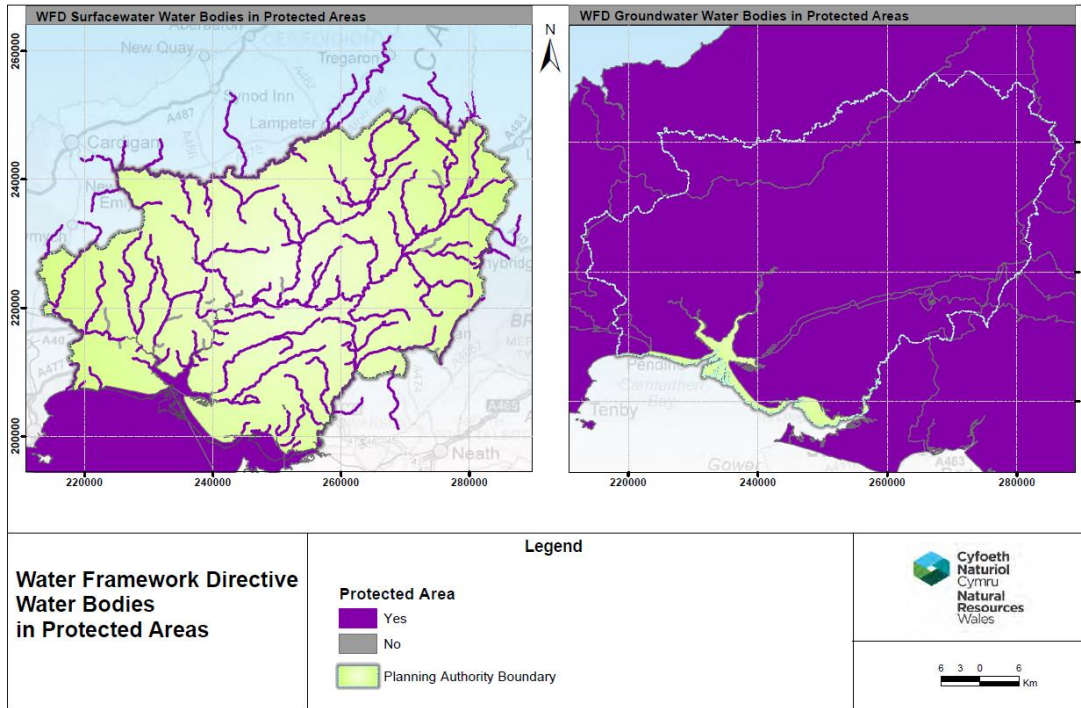 WFD Surfacewater Water Bodies in Protected Areas
WFD Groundwater Water Bodies in Protected Areas
N
New Quay
Tregaron
Synod Inn
A487
Lampeter
Cardigan
A40
A477
A465
Neath
260000
240000
220000
200000
220000
240000
260000
280000
Pendine
Carmarthen
Bay
Tenby
Gower
A483
220000
240000
260000
280000
Water Framework Directive
Water Bodies
in Protected Areas
Legend
Protected Area
Yes
No
Planning Authority Boundary
Cyfoeth
Naturiol
Cymru
Natural
Resources
Wales
6 3 0 6
Km